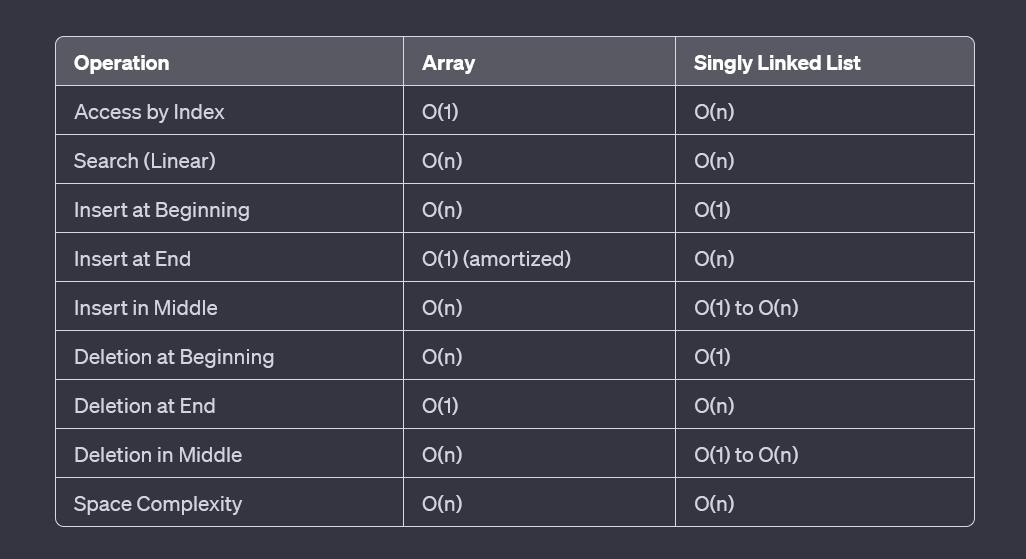 Operation Array Singly Linked List
Access by Index O(1) O(n)
Search (Linear) O(n) O(n)
Insert at Beginning O(n) O(1)
Insert at End O(1) (amortized) O(n)
Insert in Middle O(n) O(1) to O(n)
Deletion at Beginning O(n) O(1)
Deletion at End O(1) O(n)
Deletion in Middle O(n) O(1) to O(n)
Space Complexity O(n) O(n)